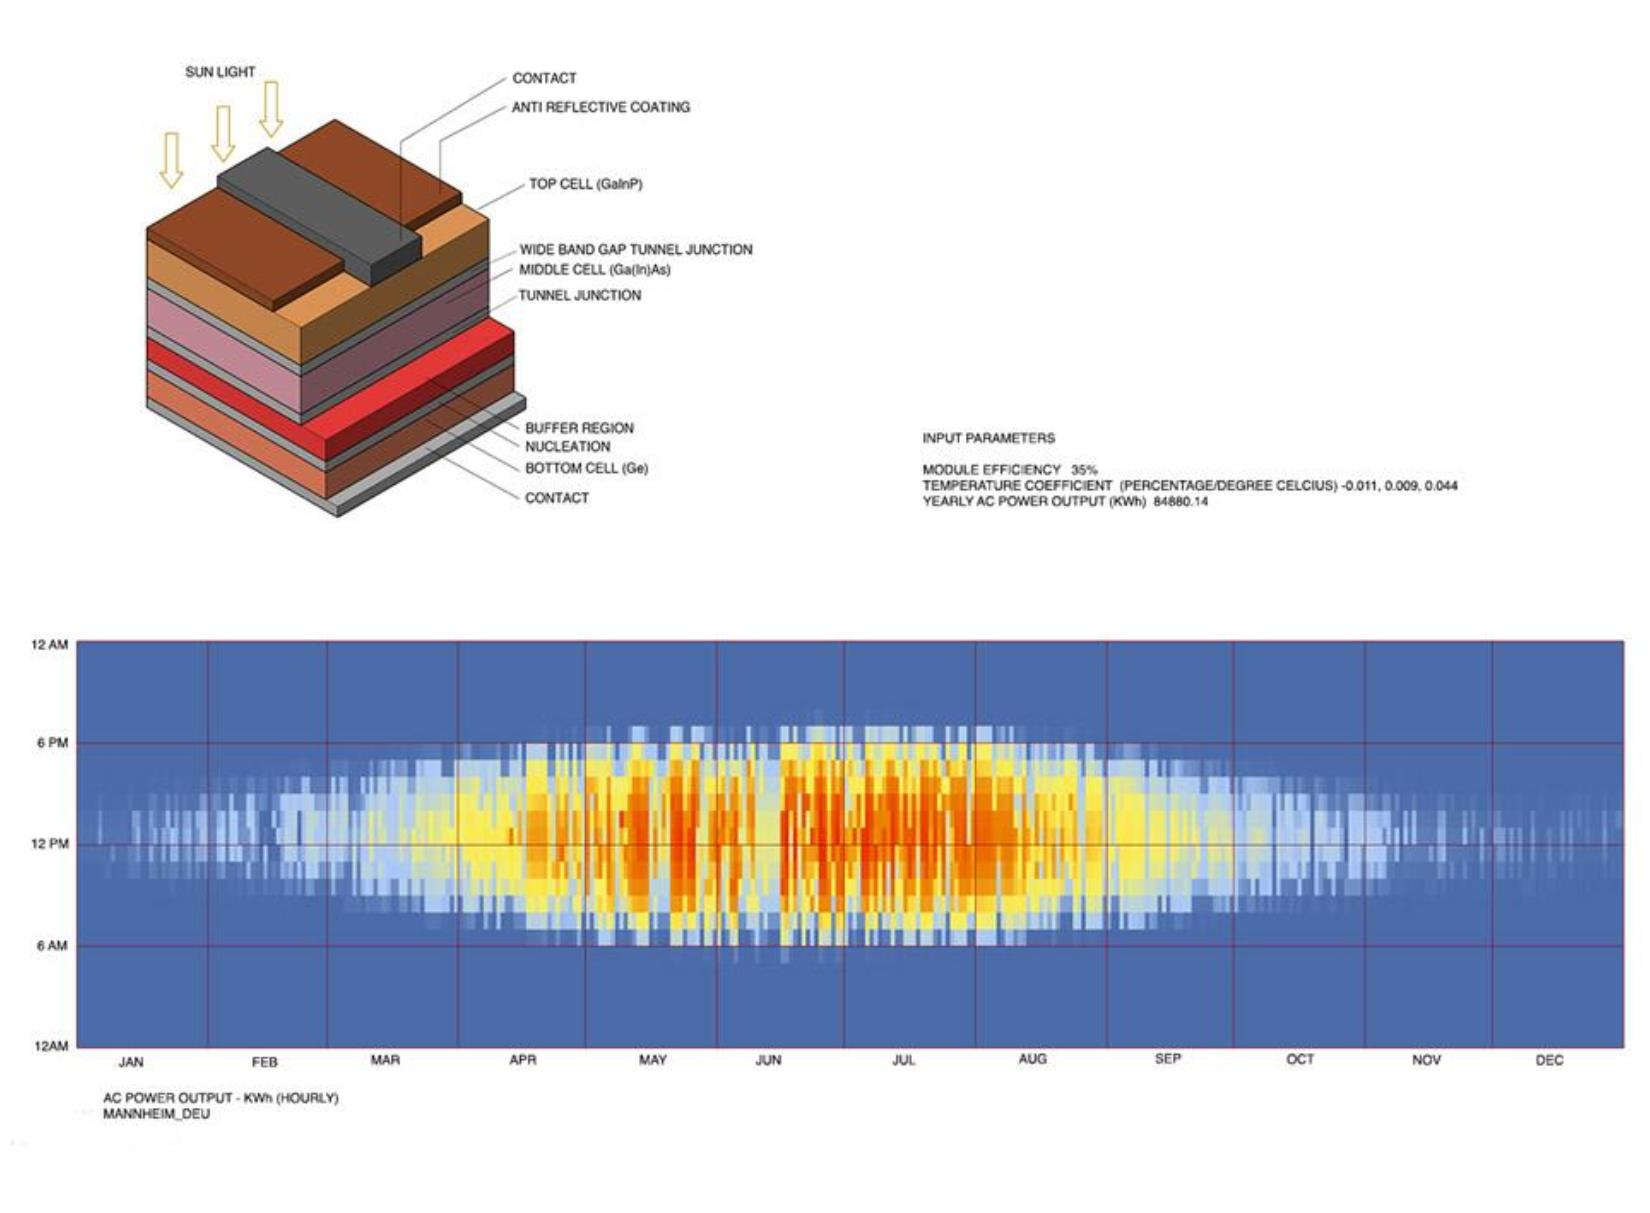 SUN LIGHT
CONTACT
ANTI REFLECTIVE COATING
TOP CELL (GaInP)
WIDE BAND GAP TUNNEL JUNCTION
MIDDLE CELL (Ga(In)As)
TUNNEL JUNCTION
BUFFER REGION
NUCLEATION
BOTTOM CELL (Ge)
CONTACT
INPUT PARAMETERS
MODULE EFFICIENCY 35%
TEMPERATURE COEFFICIENT (PERCENTAGE/DEGREE CELCIUS) -0.011, 0.009, 0.044
YEARLY AC POWER OUTPUT (KWh) 84880.14
12 AM
6 PM
12 PM
6 AM
12AM
JAN FEB MAR APR MAY JUN JUL AUG SEP OCT NOV DEC
AC POWER OUTPUT - KWh (HOURLY)
MANNHEIM_DEU